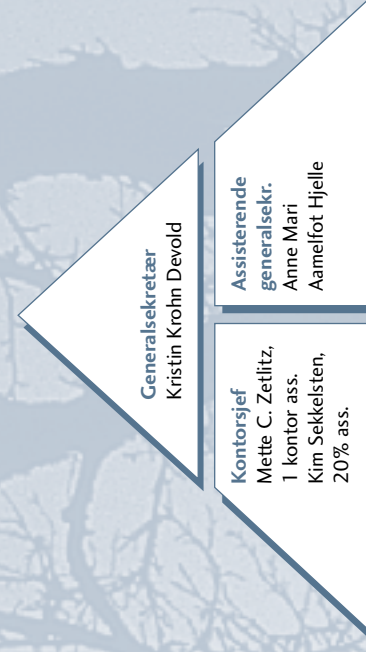 Generalsekretær
Kristin Krohn Devold
Kontorsjef
Mette C. Zetlitz,
1 kontor ass.
Kim Sekkelsten,
20% ass.
Assisterende
generalsekr.
Anne Mari
Aamelfot Hjelle